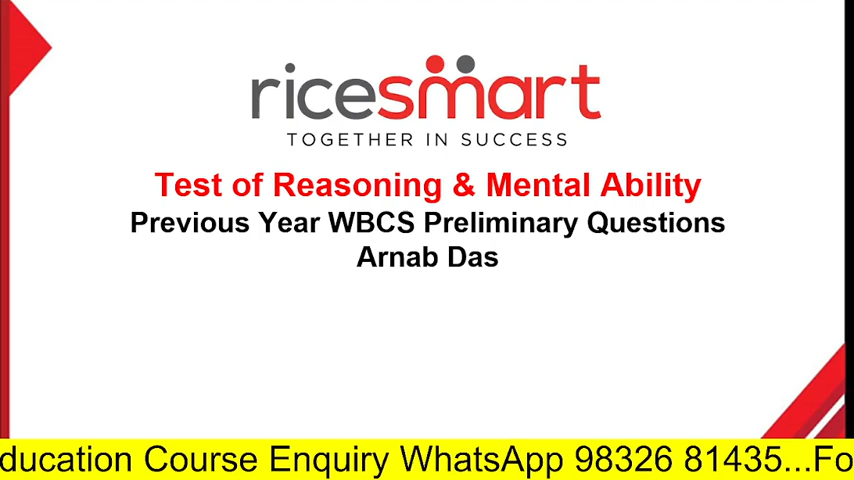 ricesmart
TOGETHER IN SUCCESS
Test of Reasoning & Mental Ability
Previous Year WBCS Preliminary Questions
Arnab Das
ducation Course Enquiry WhatsApp 98326 81435...Fo